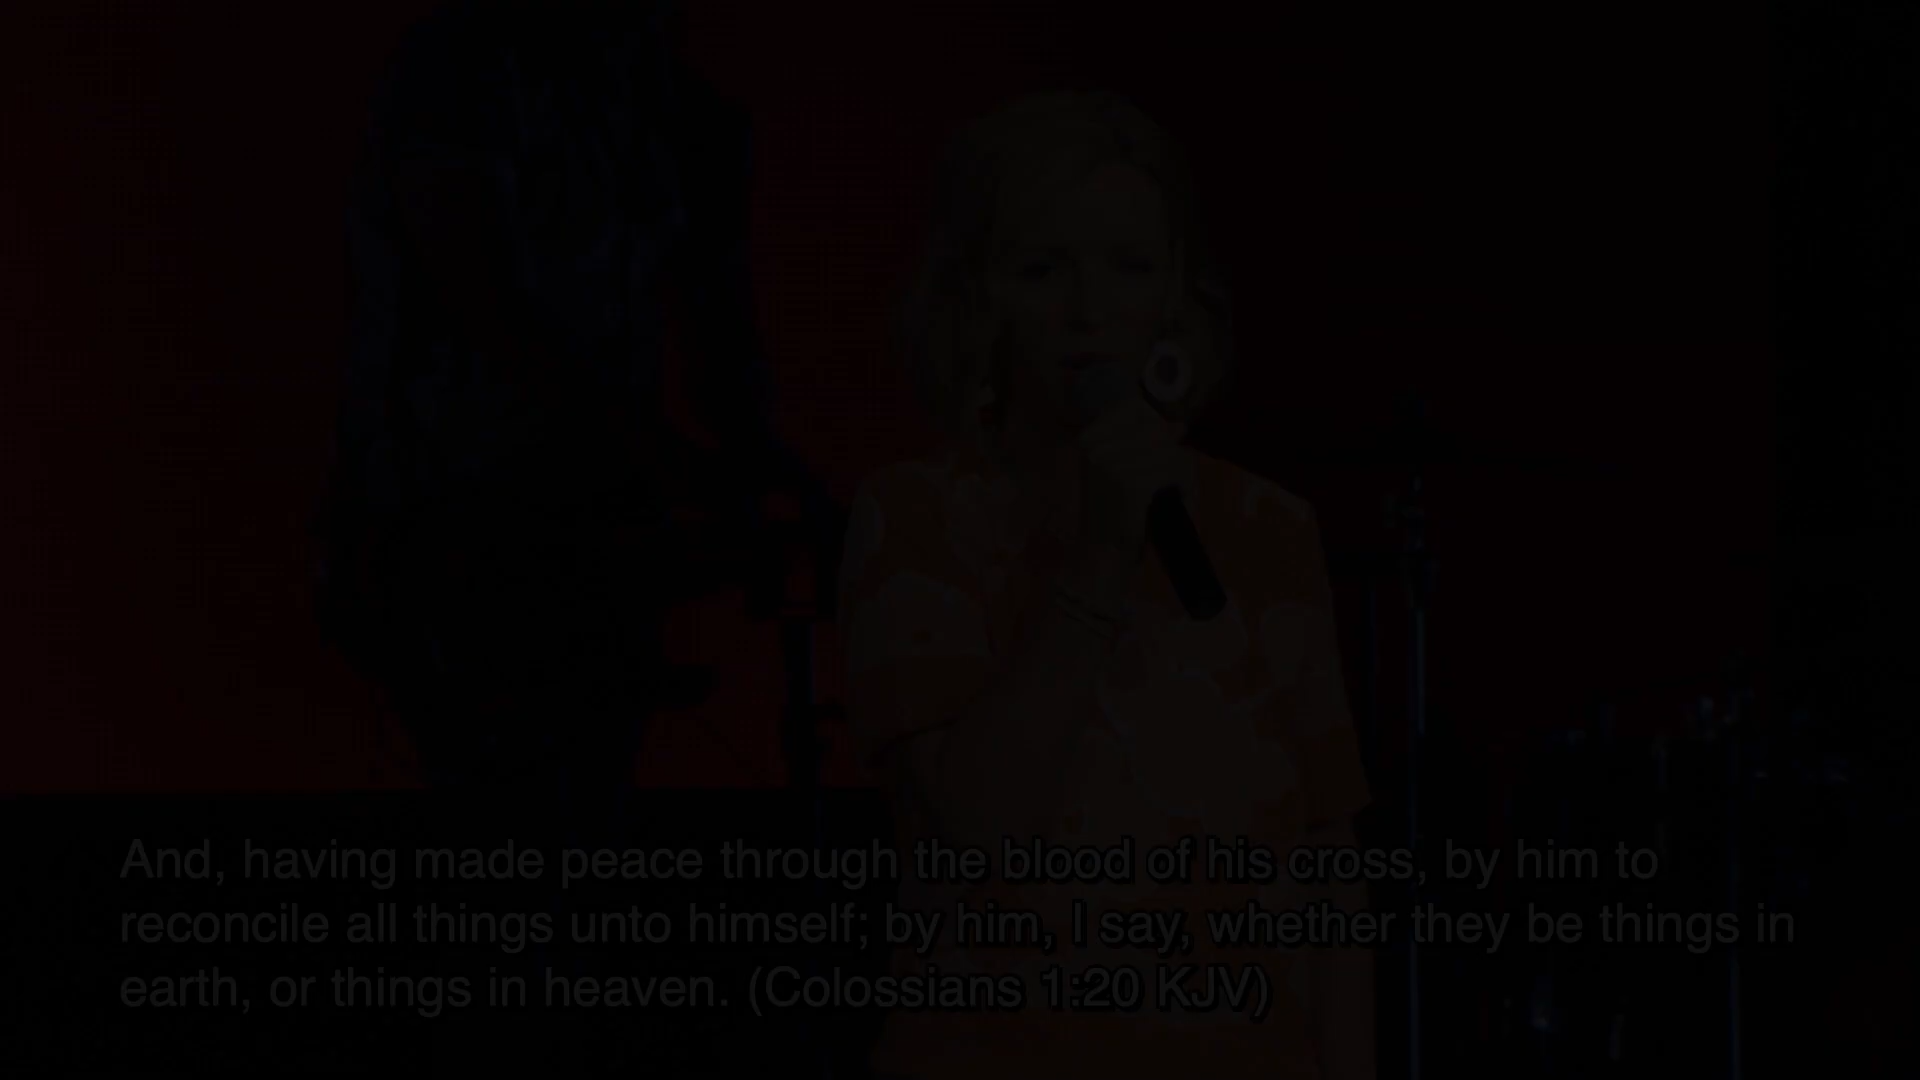 And, having made peace through the blood of his cross, by him to
reconcile all things unto himself; by him, I say, whether they be things in
earth, or things in heaven. (Colossians 1:20 KJV)